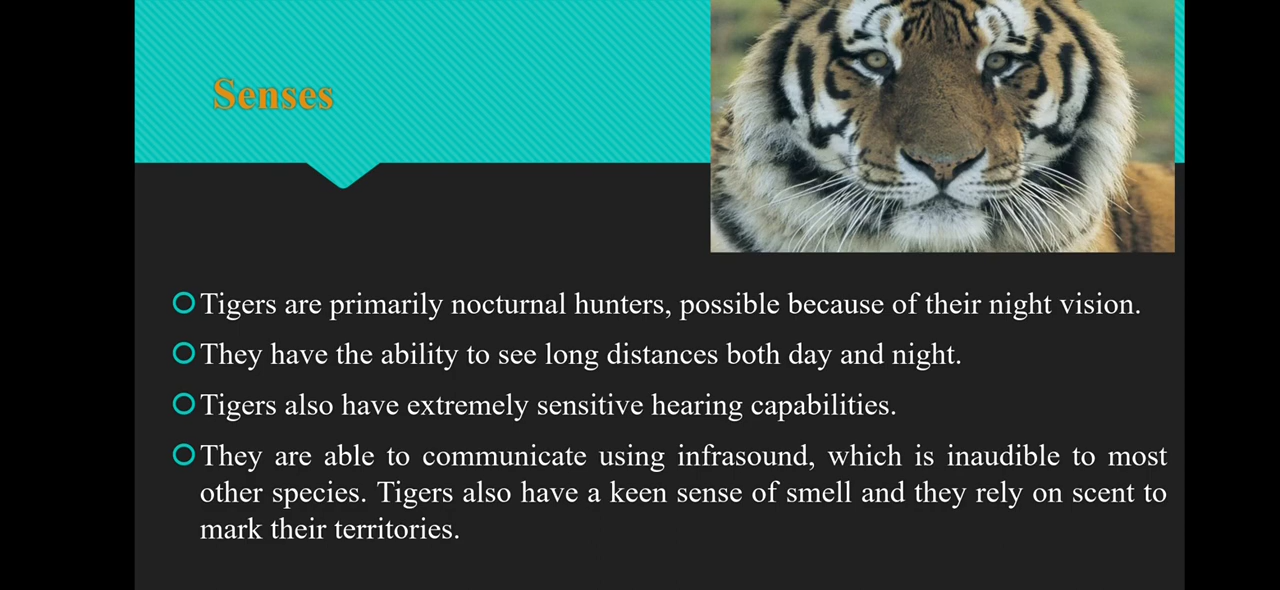 Senses
Tigers are primarily nocturnal hunters, possible because of their night vision.
They have the ability to see long distances both day and night.
Tigers also have extremely sensitive hearing capabilities.
They are able to communicate using infrasound, which is inaudible to most
other species. Tigers also have a keen sense of smell and they rely on scent to
mark their territories.